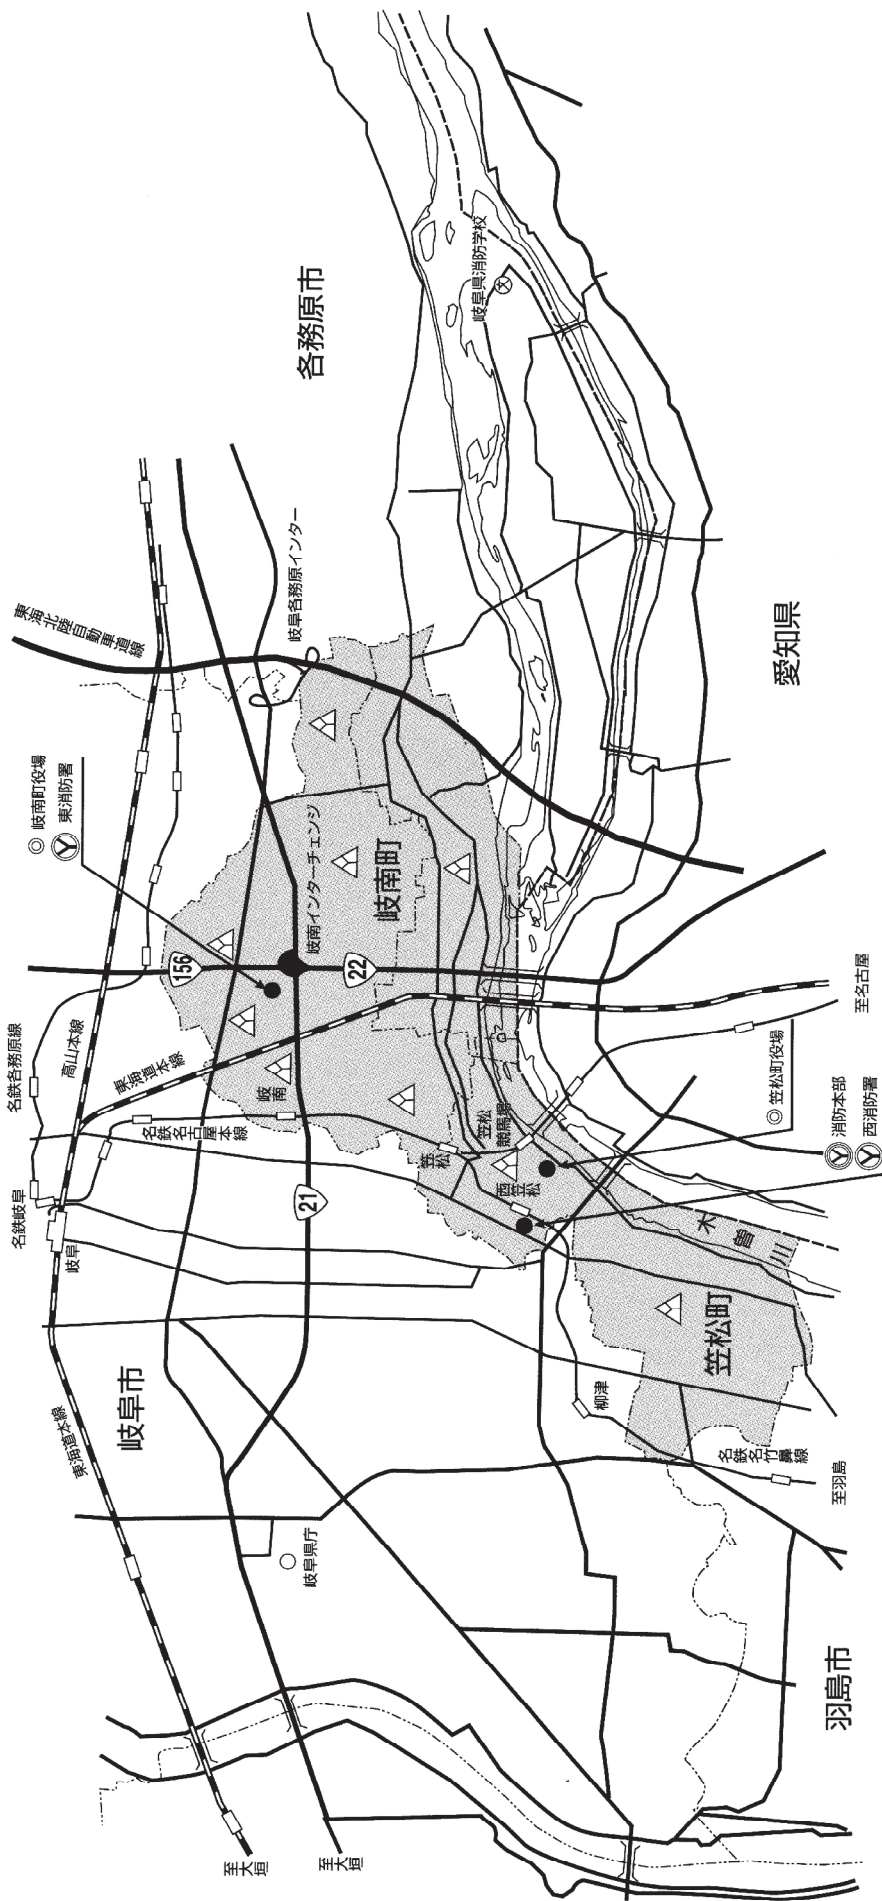 各務原市
岐阜県消防学校
東海北陸自動車道線
岐阜各務原インター
愛知県
◎ 岐南町役場
Ⓨ 東消防署
岐南町
岐南インターチェンジ
156
22
名鉄各務原線
高山本線
東海道本線
至名古屋
岐南
名鉄名古屋本線
笠松
笠松競馬場
◎ 笠松町役場
西笠松
Ⓨ 消防本部
Ⓨ 西消防署
名鉄岐阜
岐阜
21
木曽川
笠松町
岐阜市
東海道本線
柳津
名鉄名竹鼻線
至羽島
岐阜県庁
羽島市
至大垣
至大垣